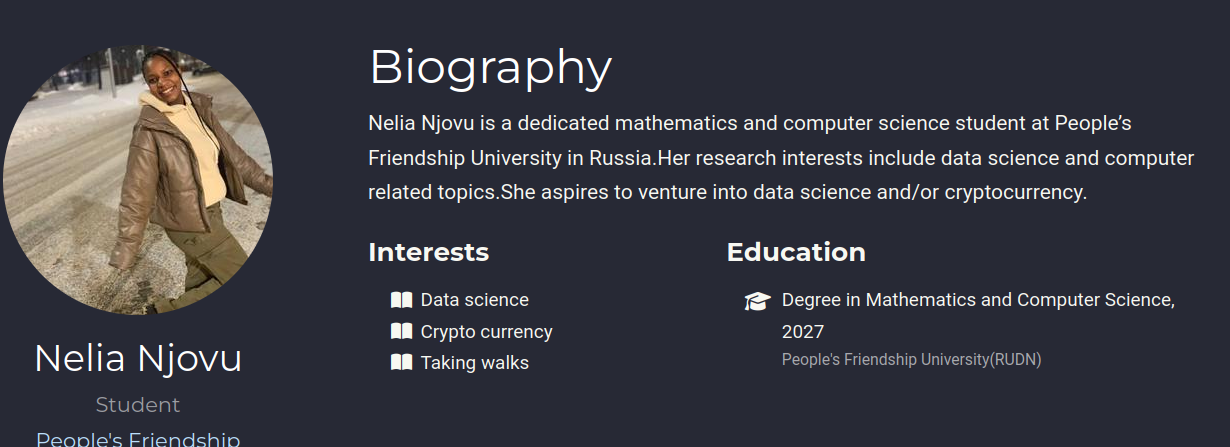 Biography
Nelia Njovu is a dedicated mathematics and computer science student at People’s
Friendship University in Russia.Her research interests include data science and computer
related topics.She aspires to venture into data science and/or cryptocurrency.
Interests
Data science
Crypto currency
Taking walks
Education
Degree in Mathematics and Computer Science,
2027
People's Friendship University(RUDN)
Nelia Njovu
Student
People's Friendship